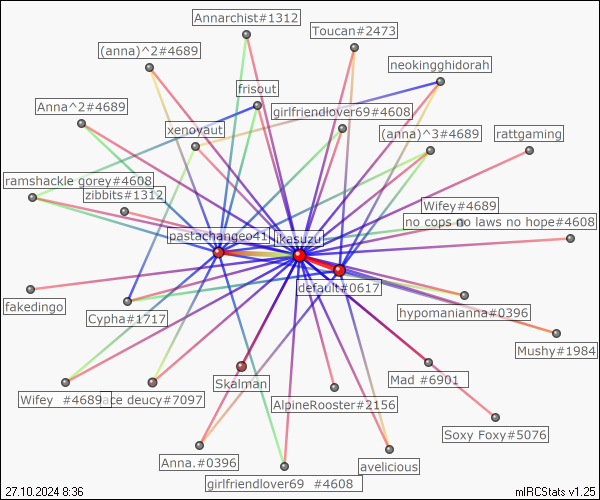 Annarchist#1312
Toucan#2473
(anna)^2#4689
neokingghidorah
frisout
Anna^2#4689
girlfriendlover69#4608
xenoyaut
(anna)^3#4689
rattgaming
ramshackle gorey#4608
zibbits#1312
Wifey#4689
no cops no laws no hope#4608
pastachangeo41
jkasuzu
default#0617
fakedingo
Cypha#1717
hypomanianna#0396
Mushy#1984
Skalman
Mad #6901
Wifey #4689
ace deucy#7097
AlpineRooster#2156
Soxy Foxy#5076
Anna.#0396
avelicious
girlfriendlover69 #4608
27.10.2024 8:36
mIRCStats v1.25